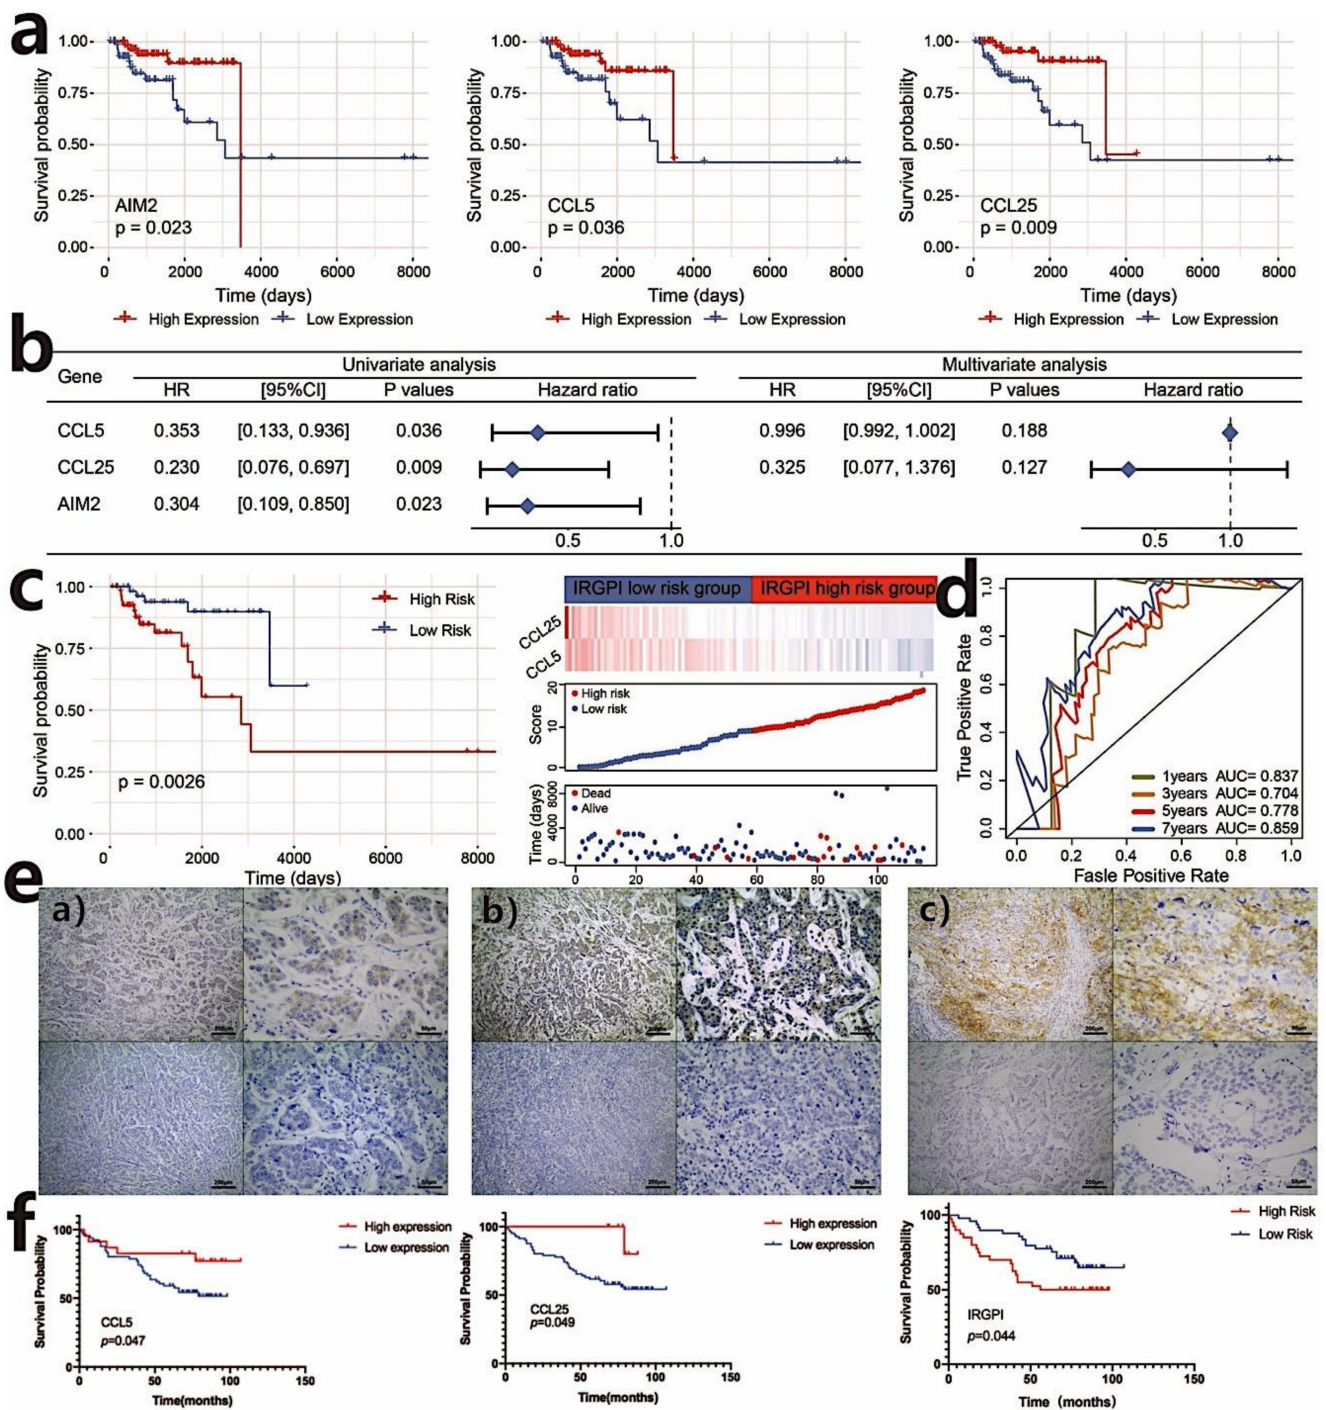 a
1.00
0.75
0.50
0.25
0.00
Survival probability
AIM2
p = 0.023
0 2000 4000 6000 8000
Time (days)
High Expression Low Expression
1.00
0.75
0.50
0.25
0.00
Survival probability
CCL5
p = 0.036
0 2000 4000 6000 8000
Time (days)
High Expression Low Expression
1.00
0.75
0.50
0.25
0.00
Survival probability
CCL25
p = 0.009
0 2000 4000 6000 8000
Time (days)
High Expression Low Expression
b
Gene Univariate analysis Multivariate analysis
HR [95%CI] P values Hazard ratio HR [95%CI] P values Hazard ratio
CCL5 0.353 [0.133, 0.936] 0.036 0.996 [0.992, 1.002] 0.188
CCL25 0.230 [0.076, 0.697] 0.009 0.325 [0.077, 1.376] 0.127
AIM2 0.304 [0.109, 0.850] 0.023
0.5 1.0 0.5 1.0
c
1.00
0.75
0.50
0.25
0.00
Survival probability
High Risk
Low Risk
p = 0.0026
0 2000 4000 6000 8000
Time (days)
IRGPI low risk group IRGPI high risk group
CCL25
CCL5
Score
20
10
0
High risk
Low risk
Time (days)
8000
4000
0
Dead
Alive
0 20 40 60 80 100
d
True Positive Rate
1.0
0.8
0.6
0.4
0.2
0.0
1years AUC= 0.837
3years AUC= 0.704
5years AUC= 0.778
7years AUC= 0.859
0.0 0.2 0.4 0.6 0.8 1.0
Fasle Positive Rate
e
a)
200μm 50μm
200μm 50μm
b)
200μm 50μm
200μm 50μm
c)
200μm 50μm
200μm 50μm
f
Survival Probability
100
50
0
High expression
Low expression
CCL5
p=0.047
0 50 100 150
Time(months)
Survival Probability
100
50
0
High expression
Low expression
CCL25
p=0.049
0 50 100 150
Time(months)
Survival Probability
100
50
0
High Risk
Low Risk
IRGPI
p=0.044
0 50 100 150
Time (months)